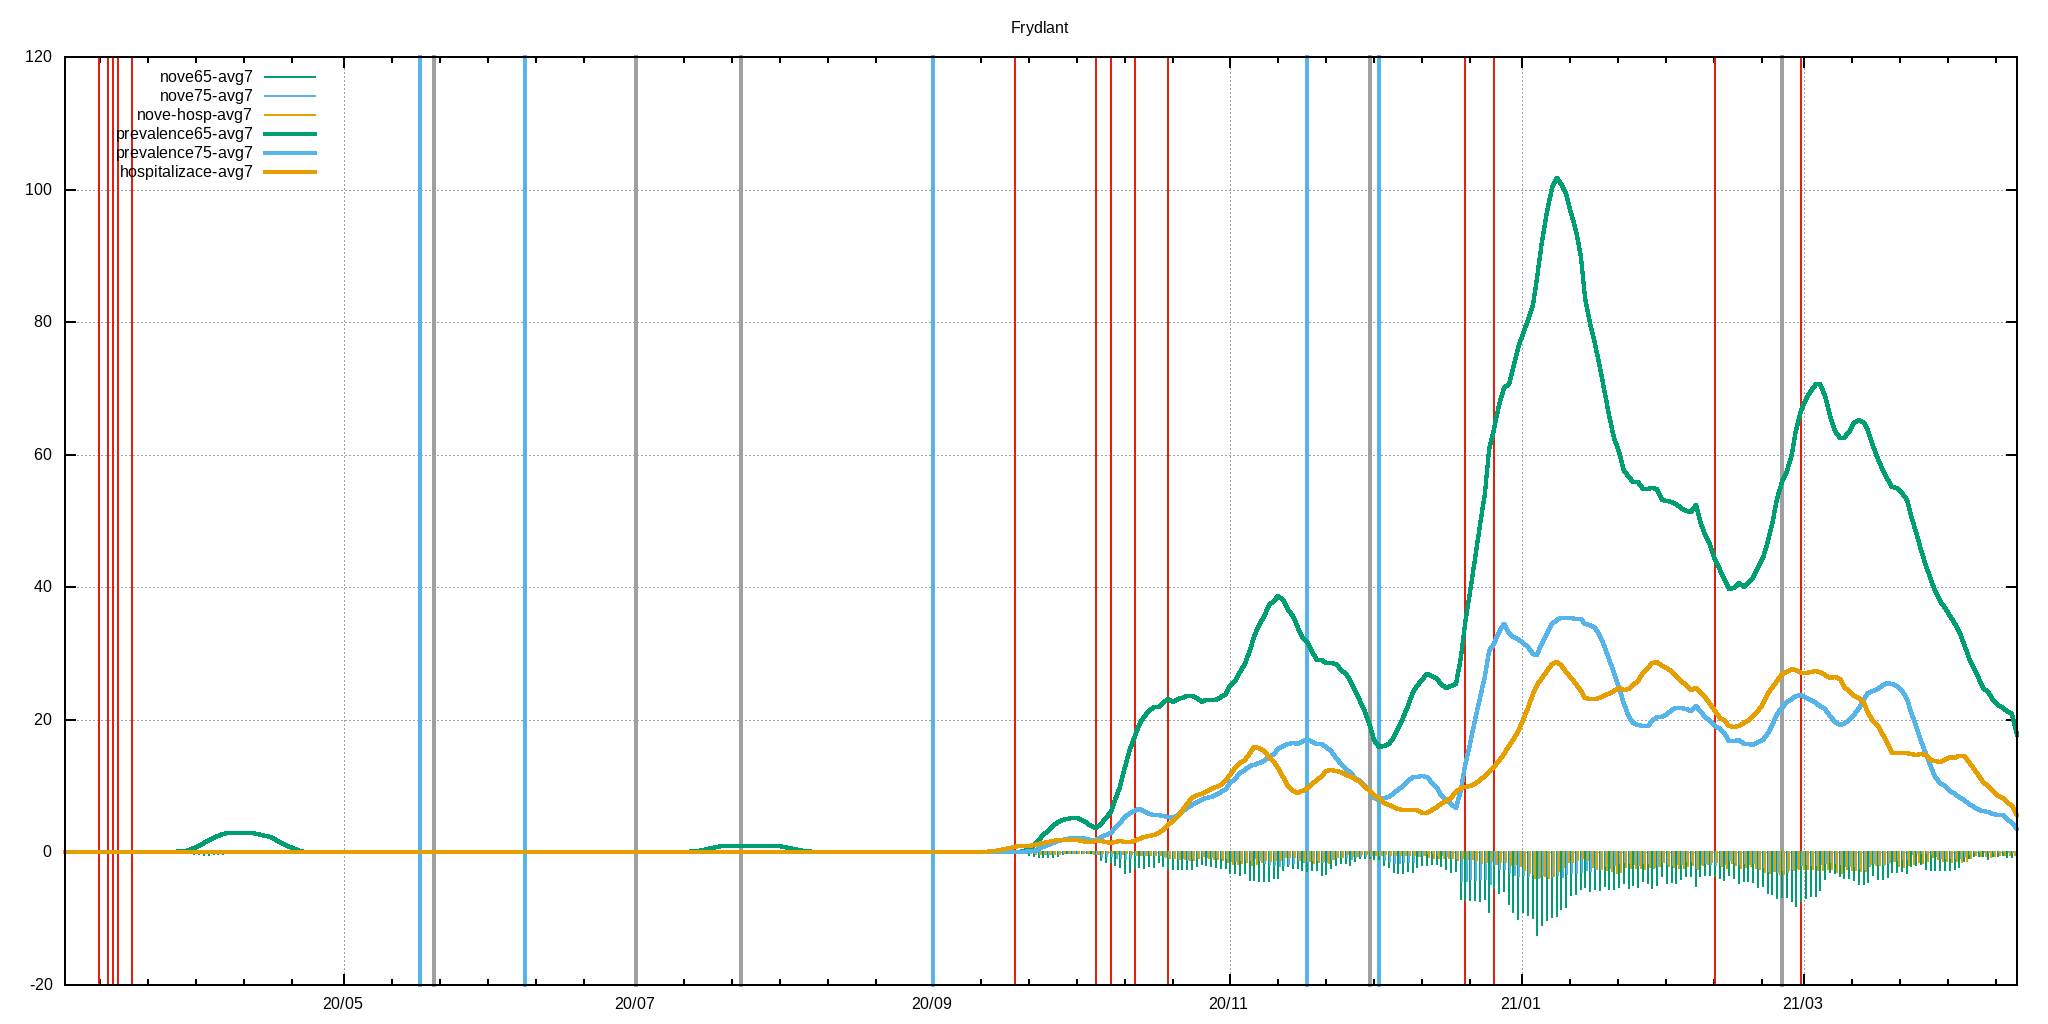 Frydlant
120
nove65-avg7
nove75-avg7
nove-hosp-avg7
prevalence65-avg7
prevalence75-avg7
hospitalizace-avg7
100
80
60
40
20
0
-20
20/05 20/07 20/09 20/11 21/01 21/03